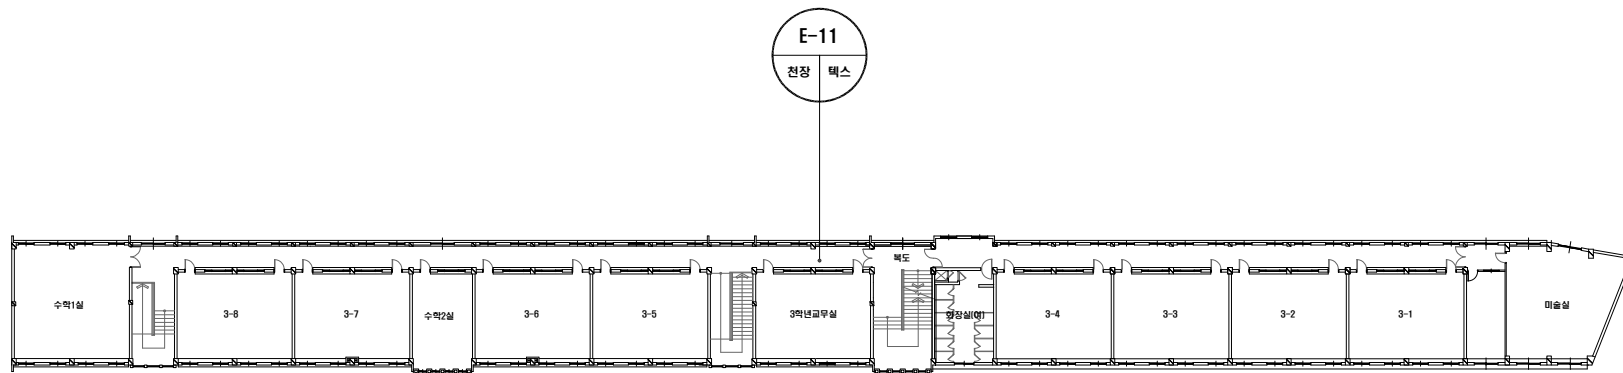 E-11
천장 텍스
복도
수학1실
3-8
3-7
수학2실
3-6
3-5
3학년교무실
화장실(여)
3-4
3-3
3-2
3-1
미술실